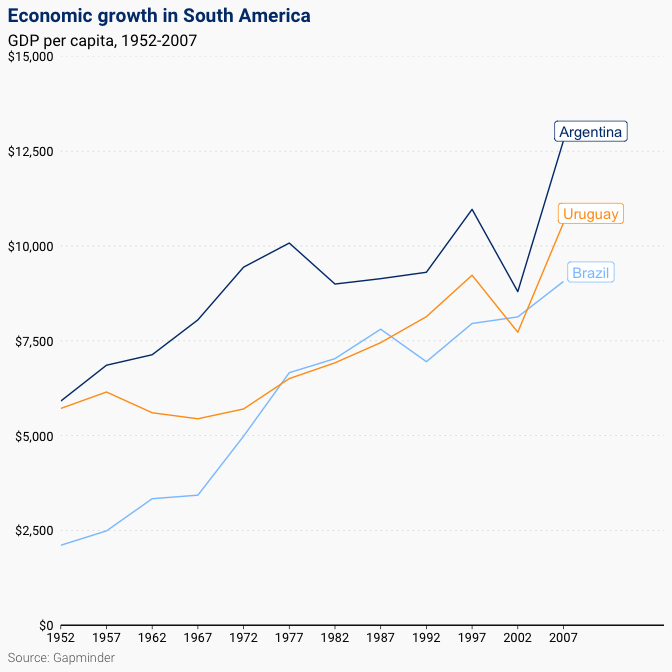 Economic growth in South America
GDP per capita, 1952-2007
$15,000
Argentina
$12,500
Uruguay
Brazil
$10,000
$7,500
$5,000
$2,500
$0
1952 1957 1962 1967 1972 1977 1982 1987 1992 1997 2002 2007
Source: Gapminder